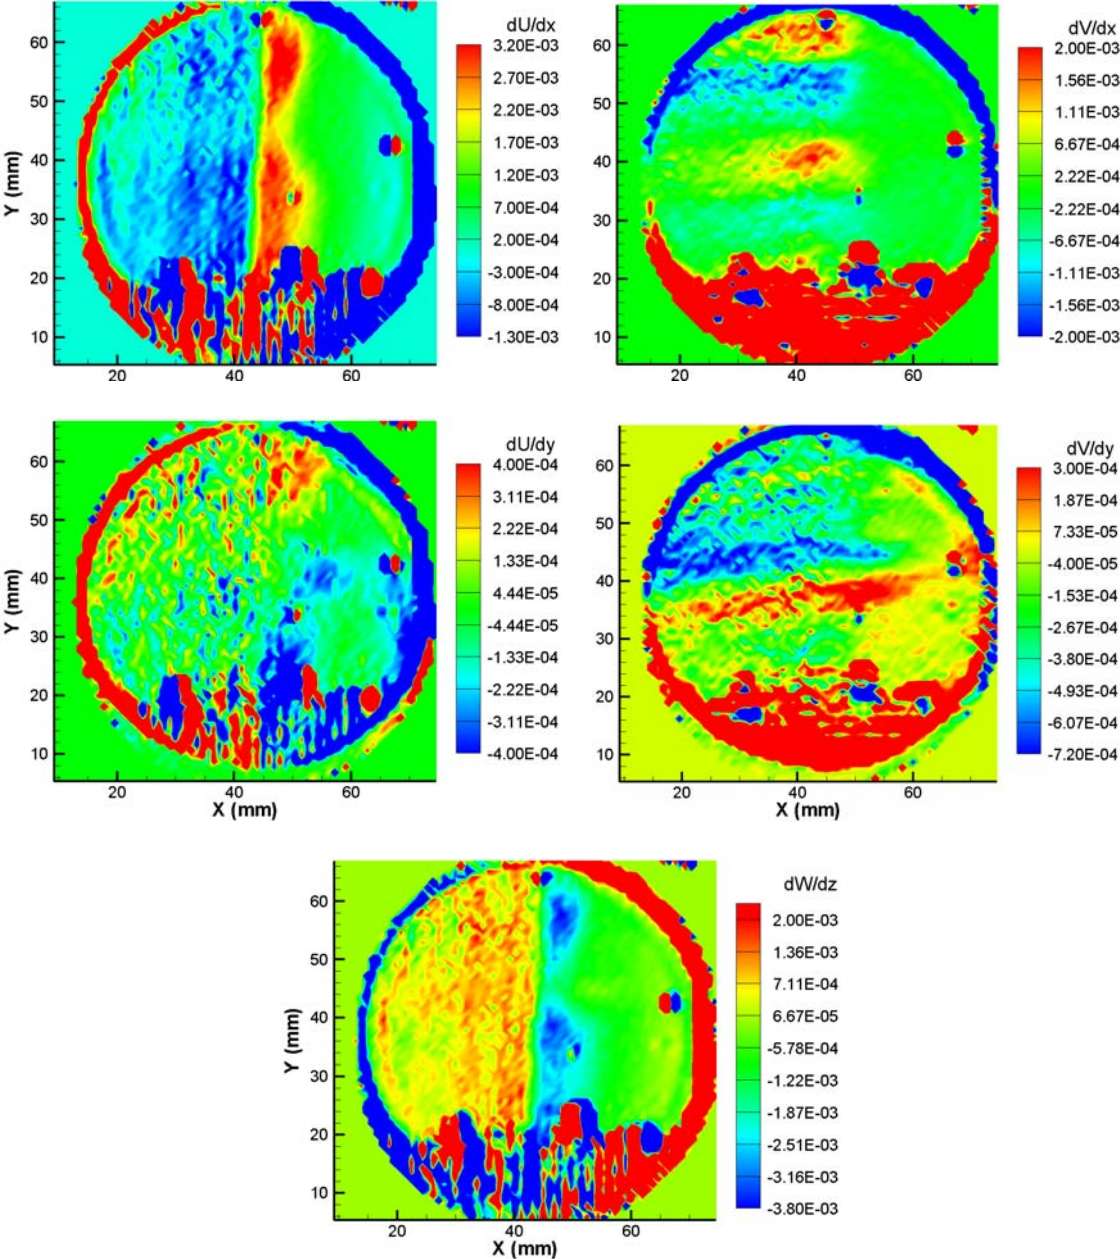 dU/dx
3.20E-03
2.70E-03
2.20E-03
1.70E-03
1.20E-03
7.00E-04
2.00E-04
-3.00E-04
-8.00E-04
-1.30E-03
Y (mm)
60
50
40
30
20
10
20
40
60
dV/dx
2.00E-03
1.56E-03
1.11E-03
6.67E-04
2.22E-04
-2.22E-04
-6.67E-04
-1.11E-03
-1.56E-03
-2.00E-03
60
50
40
30
20
10
20
40
60
dU/dy
4.00E-04
3.11E-04
2.22E-04
1.33E-04
4.44E-05
-4.44E-05
-1.33E-04
-2.22E-04
-3.11E-04
-4.00E-04
Y (mm)
60
50
40
30
20
10
20
40
60
X (mm)
dV/dy
3.00E-04
1.87E-04
7.33E-05
-4.00E-05
-1.53E-04
-2.67E-04
-3.80E-04
-4.93E-04
-6.07E-04
-7.20E-04
60
50
40
30
20
10
20
40
60
X (mm)
dW/dz
2.00E-03
1.36E-03
7.11E-04
6.67E-05
-5.78E-04
-1.22E-03
-1.87E-03
-2.51E-03
-3.16E-03
-3.80E-03
Y (mm)
60
50
40
30
20
10
20
40
60
X (mm)